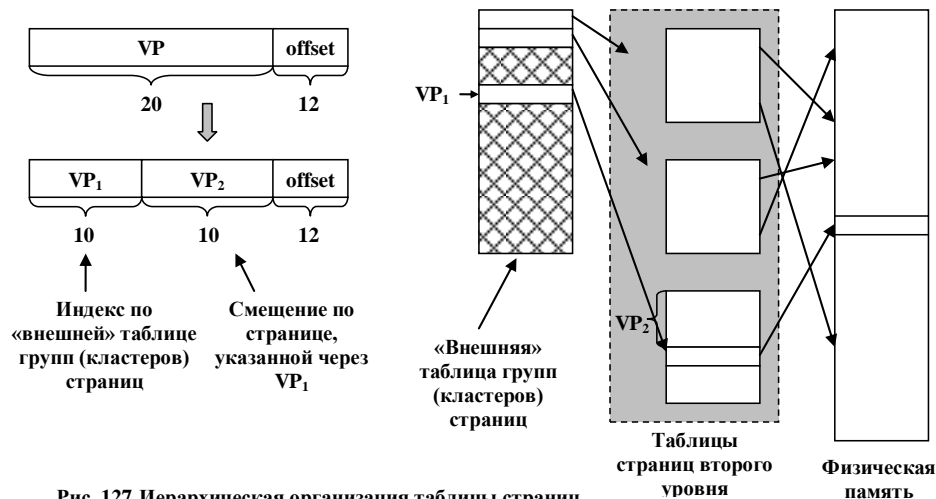 VP offset
20 12
VP₁ VP₂ offset
10 10 12
Индекс по
«внешней» таблице
групп (кластеров)
страниц
Смещение по
странице,
указанной через
VP₁
VP₁
«Внешняя»
таблица групп
(кластеров)
страниц
VP₂
Таблицы
страниц второго
уровня
Физическая
память
Рис. 127 Иерархическая организация таблицы страниц